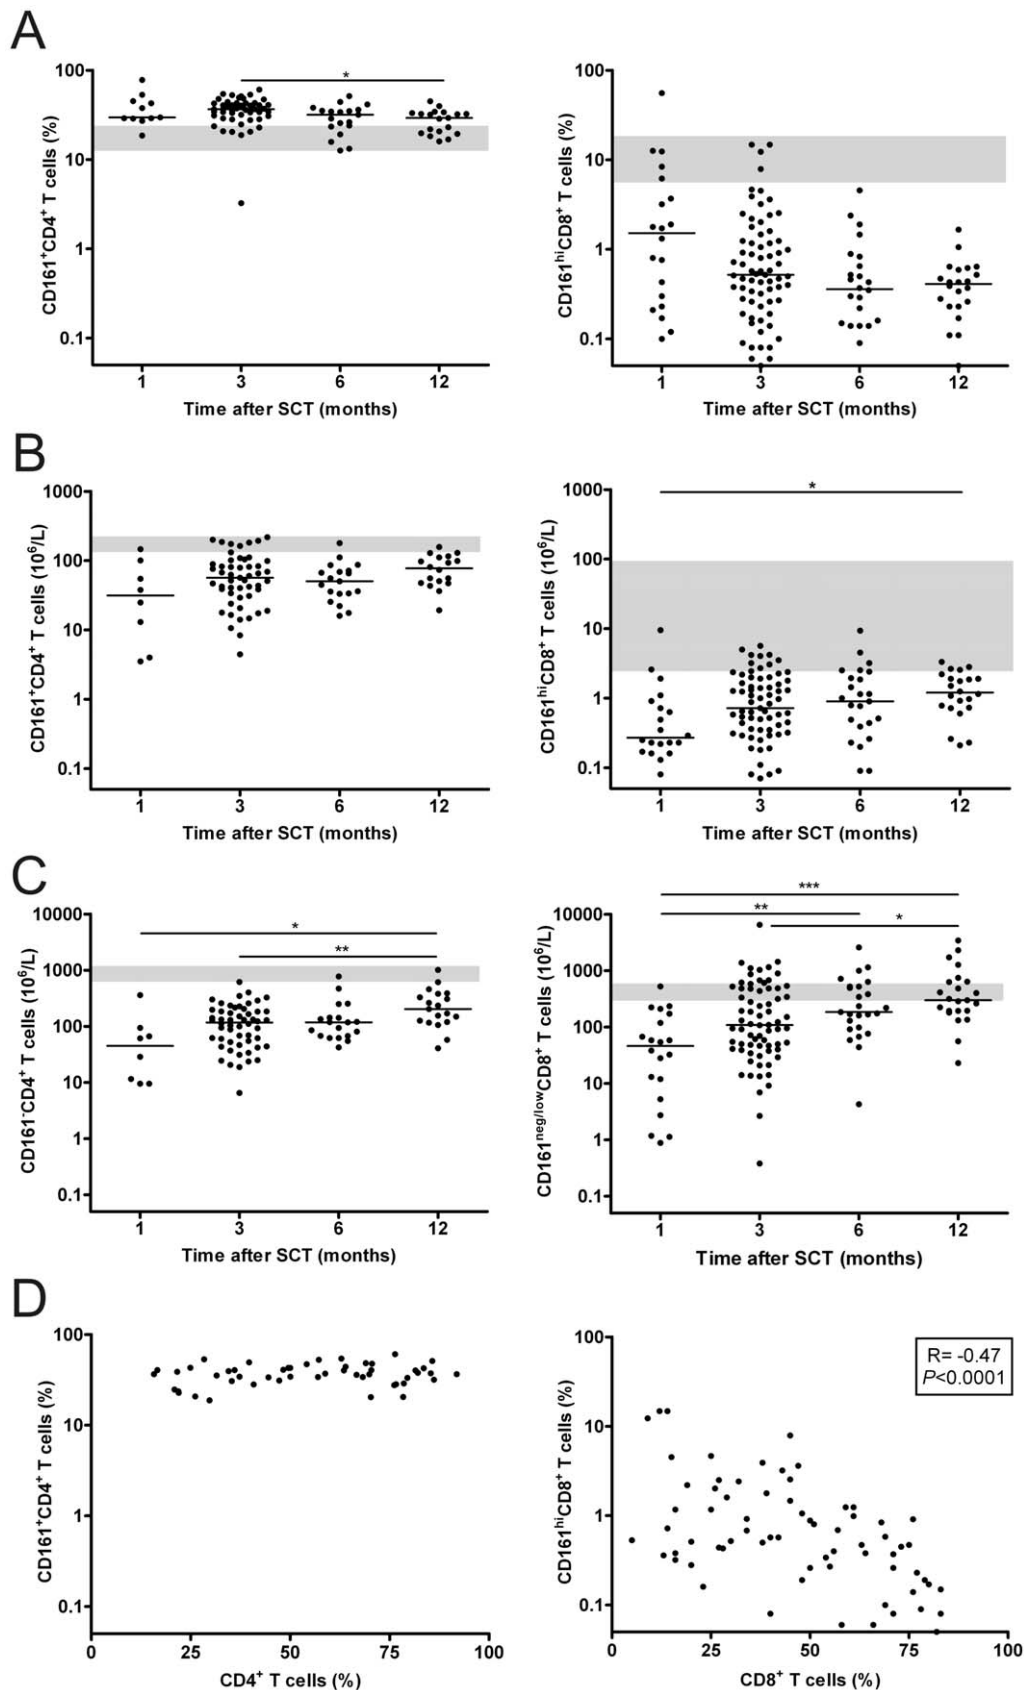 A
100
10
1
0.1
CD161⁺CD4⁺ T cells (%)
*
1 3 6 12
Time after SCT (months)
100
10
1
0.1
CD161ʰⁱCD8⁺ T cells (%)
1 3 6 12
Time after SCT (months)
B
1000
100
10
1
0.1
CD161⁺CD4⁺ T cells (10⁶/L)
1 3 6 12
Time after SCT (months)
1000
100
10
1
0.1
CD161ʰⁱCD8⁺ T cells (10⁶/L)
*
1 3 6 12
Time after SCT (months)
C
10000
1000
100
10
1
0.1
CD161⁻CD4⁺ T cells (10⁶/L)
*
**
1 3 6 12
Time after SCT (months)
10000
1000
100
10
1
0.1
CD161ⁿᵉᵍ/ˡᵒʷCD8⁺ T cells (10⁶/L)
***
**
*
1 3 6 12
Time after SCT (months)
D
100
10
1
0.1
CD161⁺CD4⁺ T cells (%)
0 25 50 75 100
CD4⁺ T cells (%)
100
10
1
0.1
CD161ʰⁱCD8⁺ T cells (%)
R= -0.47
P<0.0001
0 25 50 75 100
CD8⁺ T cells (%)